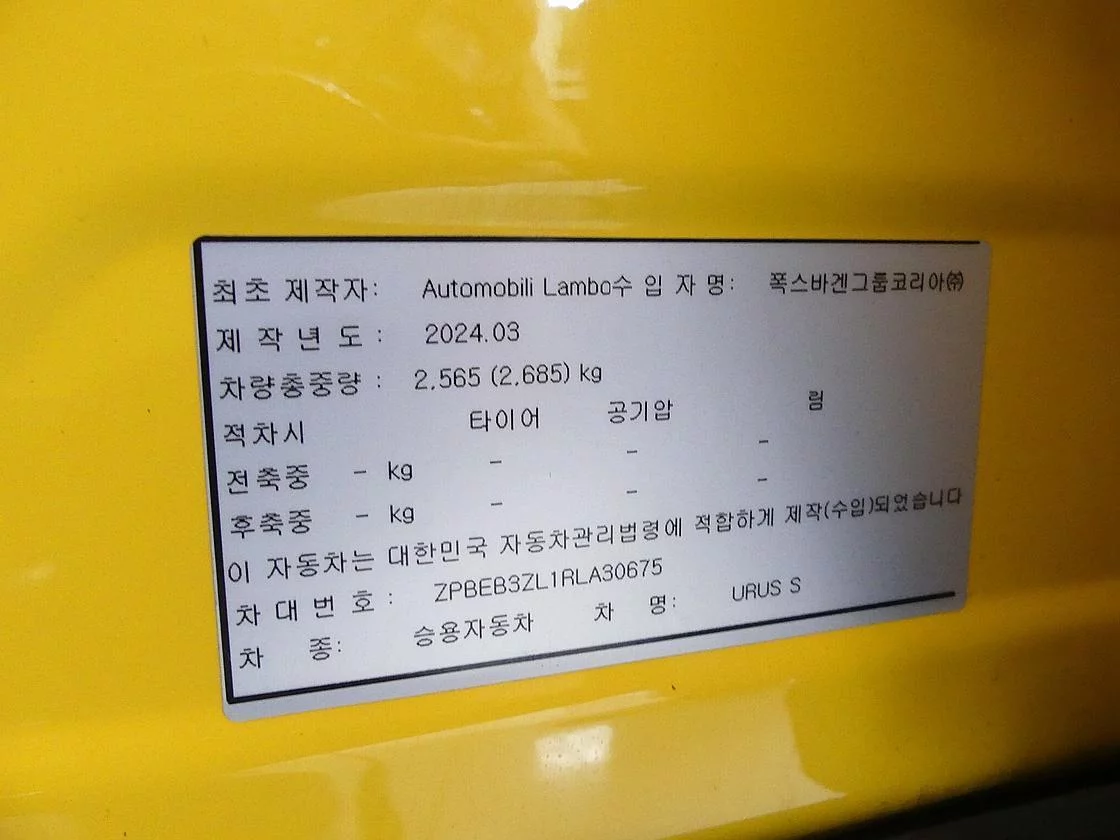 최초 제작자: Automobili Lambo수 입 자 명: 폭스바겐그룹코리아㈜
제 작 년 도 : 2024.03
차량총중량 : 2,565 (2,685) kg
적차시 타이어 공기압 림
전축중 - kg - - -
후축중 - kg - - -
이 자동차는 대한민국 자동차관리법령에 적합하게 제작(수입)되었습니다
차 대 번 호 : ZPBEB3ZL1RLA30675
차 종: 승용자동차 차 명: URUS S